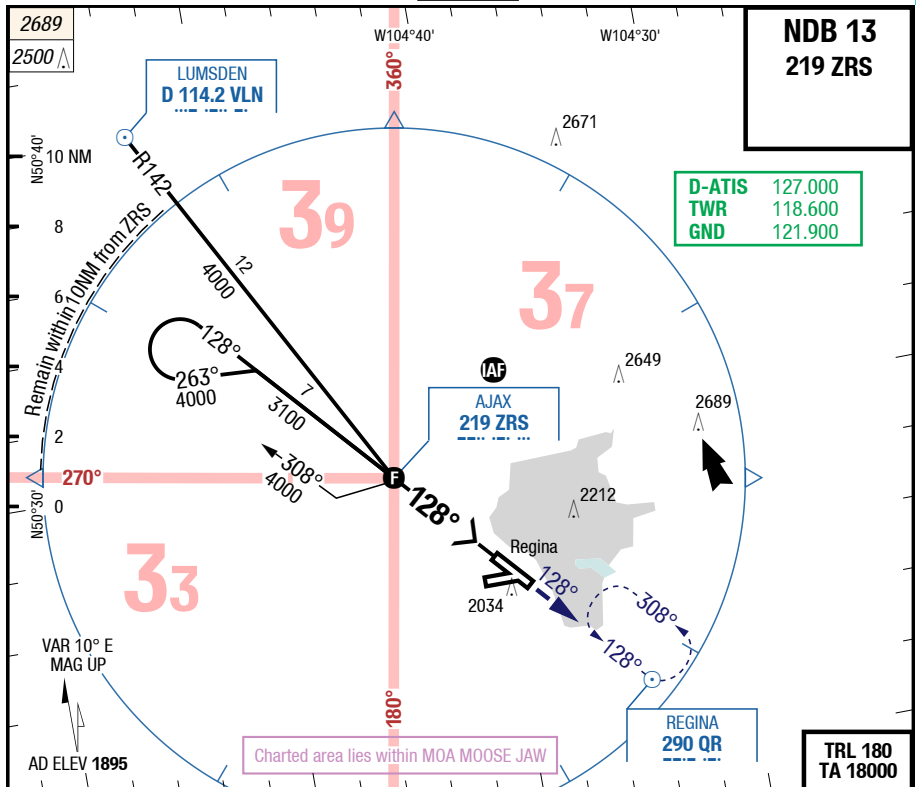 2689
2500
W104°40'
W104°30'
NDB 13
219 ZRS
LUMSDEN
D 114.2 VLN
360°
2671
N50°40'
10 NM
R142
D-ATIS 127.000
TWR 118.600
GND 121.900
39
37
8
6
4
2
0
Remain within 10NM from ZRS
12
4000
128°
263°
4000
7
3100
2649
IAF
AJAX
219 ZRS
2689
270°
308°
4000
F
128°
2212
N50°30'
Regina
33
2034
128°
308°
128°
VAR 10° E
MAG UP
180°
REGINA
290 QR
Charted area lies within MOA MOOSE JAW
AD ELEV 1895
TRL 180
TA 18000